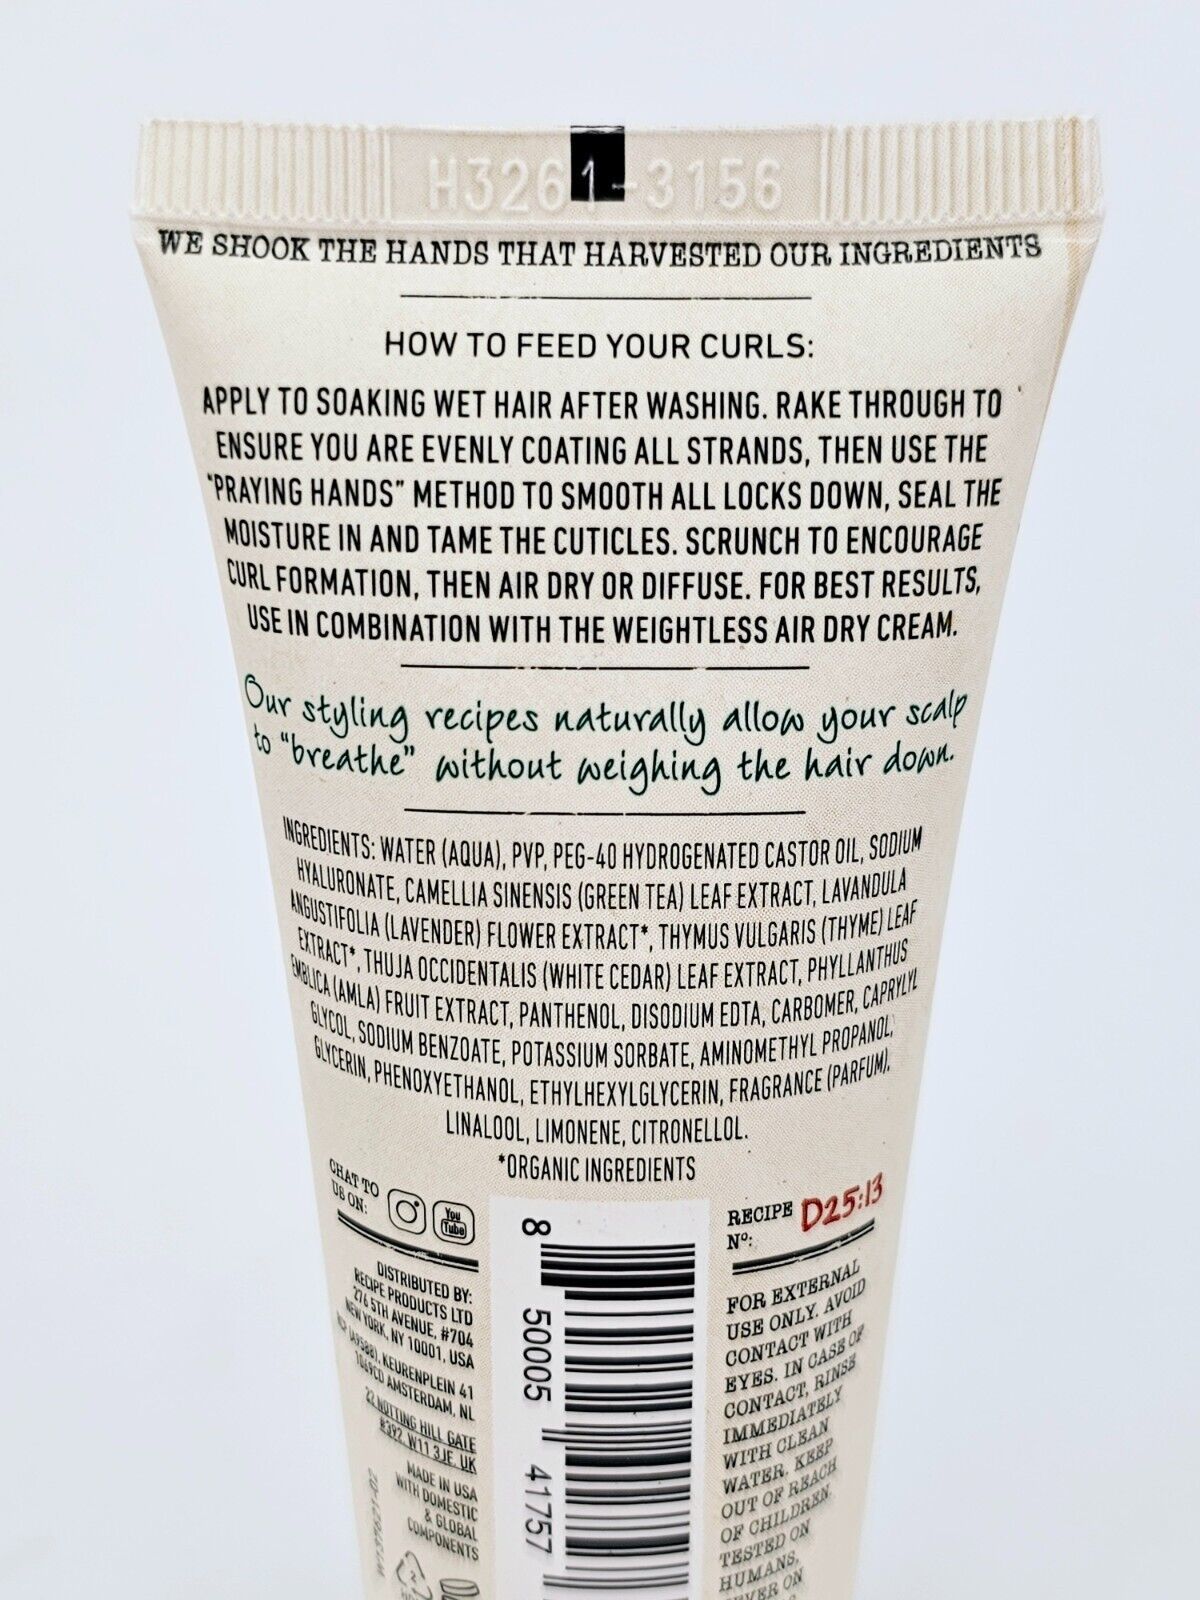 H3261-3156
WE SHOOK THE HANDS THAT HARVESTED OUR INGREDIENTS
HOW TO FEED YOUR CURLS:
APPLY TO SOAKING WET HAIR AFTER WASHING. RAKE THROUGH TO
ENSURE YOU ARE EVENLY COATING ALL STRANDS, THEN USE THE
"PRAYING HANDS" METHOD TO SMOOTH ALL LOCKS DOWN, SEAL THE
MOISTURE IN AND TAME THE CUTICLES. SCRUNCH TO ENCOURAGE
CURL FORMATION, THEN AIR DRY OR DIFFUSE. FOR BEST RESULTS,
USE IN COMBINATION WITH THE WEIGHTLESS AIR DRY CREAM.
Our styling recipes naturally allow your scalp
to "breathe" without weighing the hair down.
INGREDIENTS: WATER (AQUA), PVP, PEG-40 HYDROGENATED CASTOR OIL, SODIUM
HYALURONATE, CAMELLIA SINENSIS (GREEN TEA) LEAF EXTRACT, LAVANDULA
ANGUSTIFOLIA (LAVENDER) FLOWER EXTRACT*, THYMUS VULGARIS (THYME) LEAF
EXTRACT*, THUJA OCCIDENTALIS (WHITE CEDAR) LEAF EXTRACT, PHYLLANTHUS
EMBLICA (AMLA) FRUIT EXTRACT, PANTHENOL, DISODIUM EDTA, CARBOMER, CAPRYLYL
GLYCOL, SODIUM BENZOATE, POTASSIUM SORBATE, AMINOMETHYL PROPANOL,
GLYCERIN, PHENOXYETHANOL, ETHYLHEXYLGLYCERIN, FRAGRANCE (PARFUM),
LINALOOL, LIMONENE, CITRONELLOL.
*ORGANIC INGREDIENTS
CHAT TO
US ON:
You
Tube
DISTRIBUTED BY:
RECIPE PRODUCTS LTD
276 5TH AVENUE, #704
NEW YORK, NY 10001, USA
RCP (A9588), KEURENPLEIN 41
1069CD AMSTERDAM, NL
22 NOTTING HILL GATE
#392, W11 3JE, UK
MADE IN USA
WITH DOMESTIC
& GLOBAL
COMPONENTS
8 50005 41757
RECIPE
Nº: D25:13
FOR EXTERNAL
USE ONLY. AVOID
CONTACT WITH
EYES. IN CASE OF
CONTACT, RINSE
IMMEDIATELY
WITH CLEAN
WATER. KEEP
OUT OF REACH
OF CHILDREN.
TESTED ON
HUMANS,